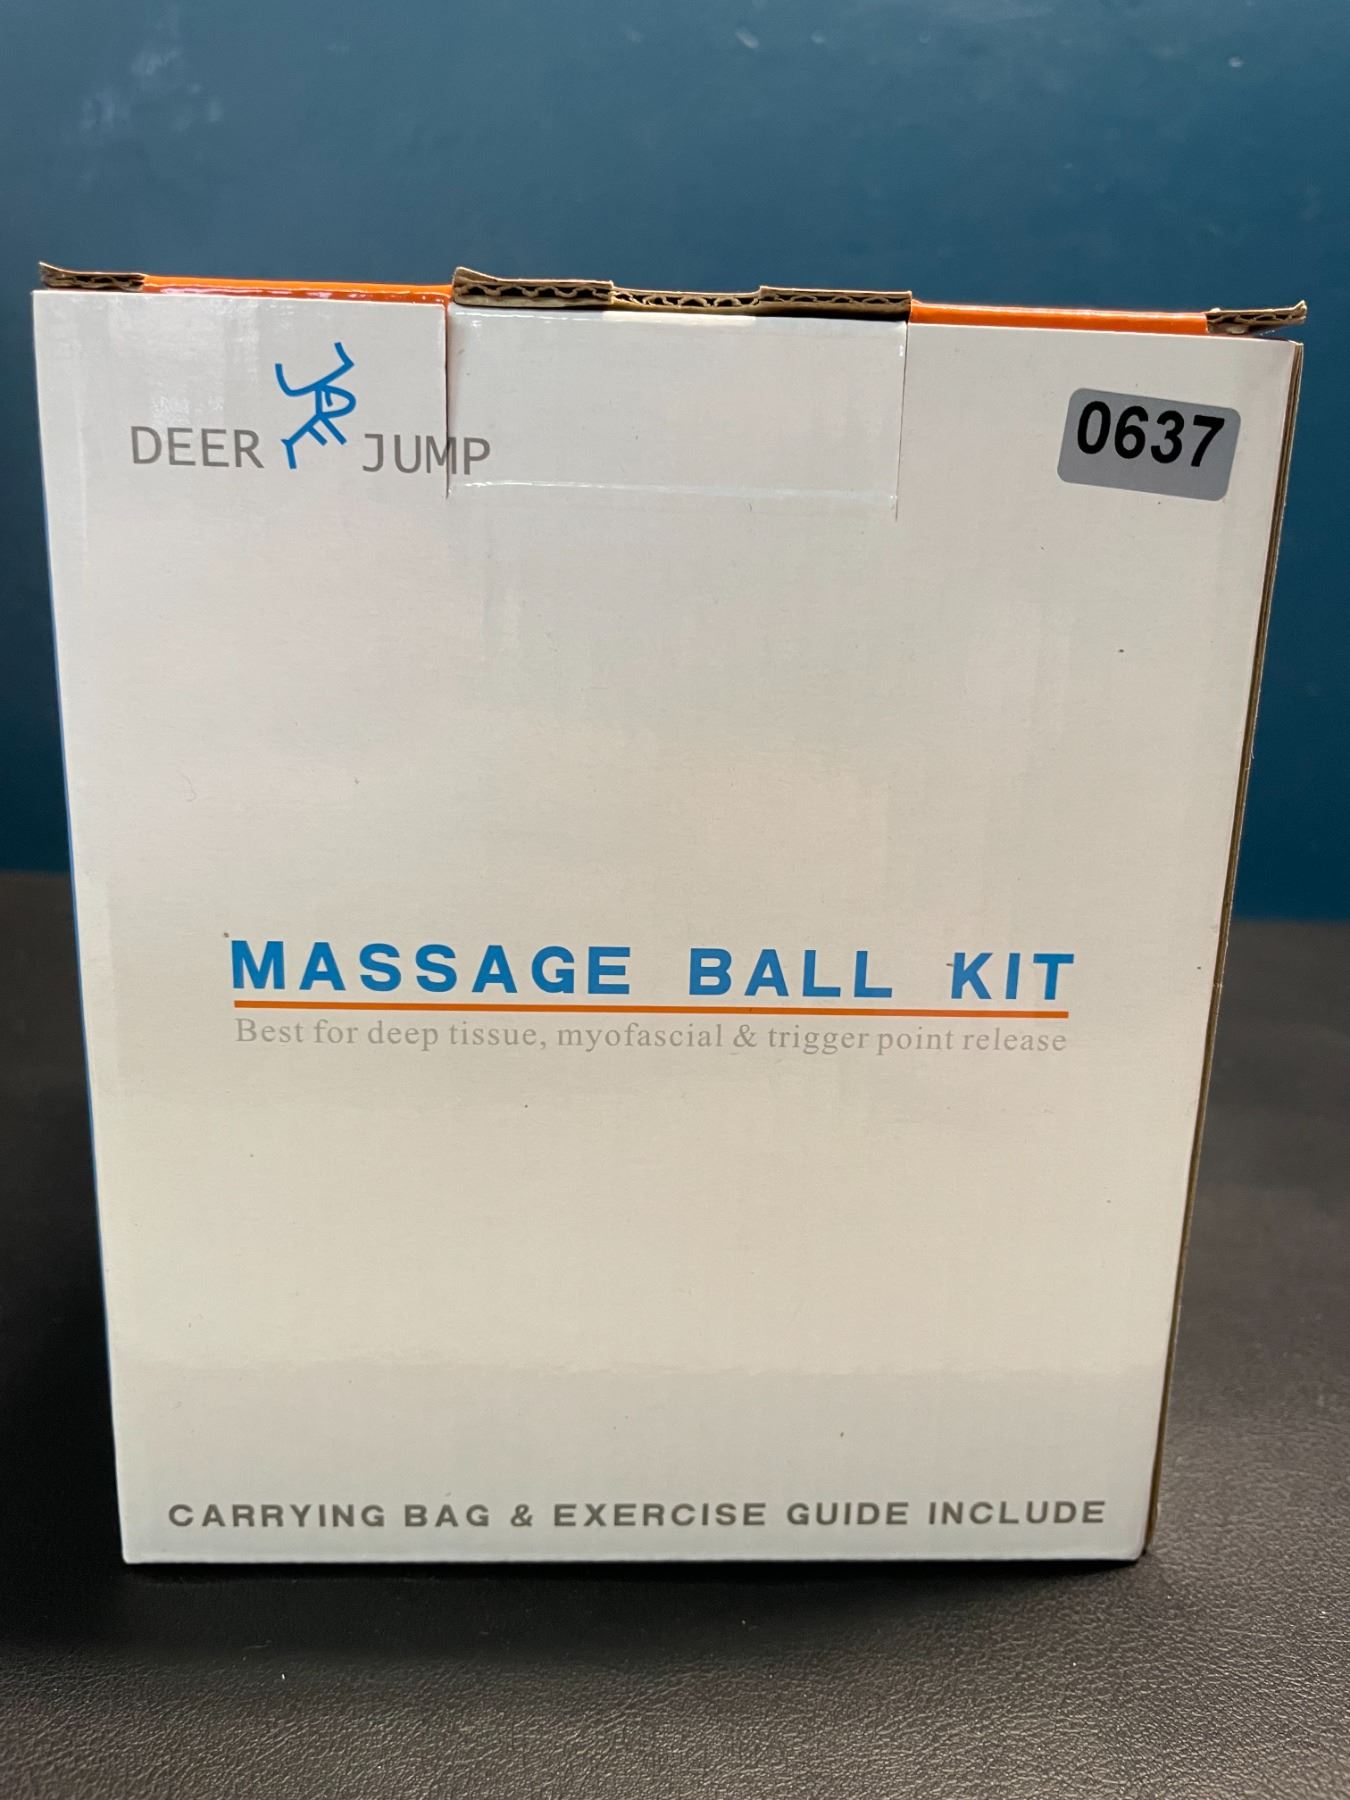 DEER JUMP
0637
MASSAGE BALL KIT
Best for deep tissue, myofascial & trigger point release
CARRYING BAG & EXERCISE GUIDE INCLUDE